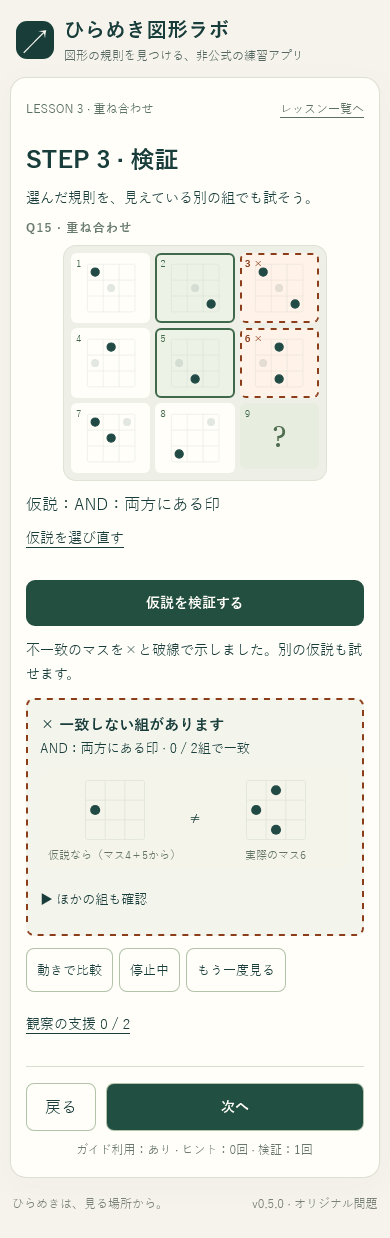 ひらめき図形ラボ
図形の規則を見つける、非公式の練習アプリ
LESSON 3 · 重ね合わせ
レッスン一覧へ
STEP 3 · 検証
選んだ規則を、見えている別の組でも試そう。
Q15 · 重ね合わせ
1
2
3 ×
4
5
6 ×
7
8
9
?
仮説：AND：両方にある印
仮説を選び直す
仮説を検証する
不一致のマスを×と破線で示しました。別の仮説も試
せます。
× 一致しない組があります
AND：両方にある印 · 0 / 2組で一致
≠
仮説なら（マス4＋5から）
実際のマス6
▶ ほかの組も確認
動きで比較
停止中
もう一度見る
観察の支援 0 / 2
戻る
次へ
ガイド利用：あり · ヒント：0回 · 検証：1回
ひらめきは、見る場所から。
v0.5.0 · オリジナル問題